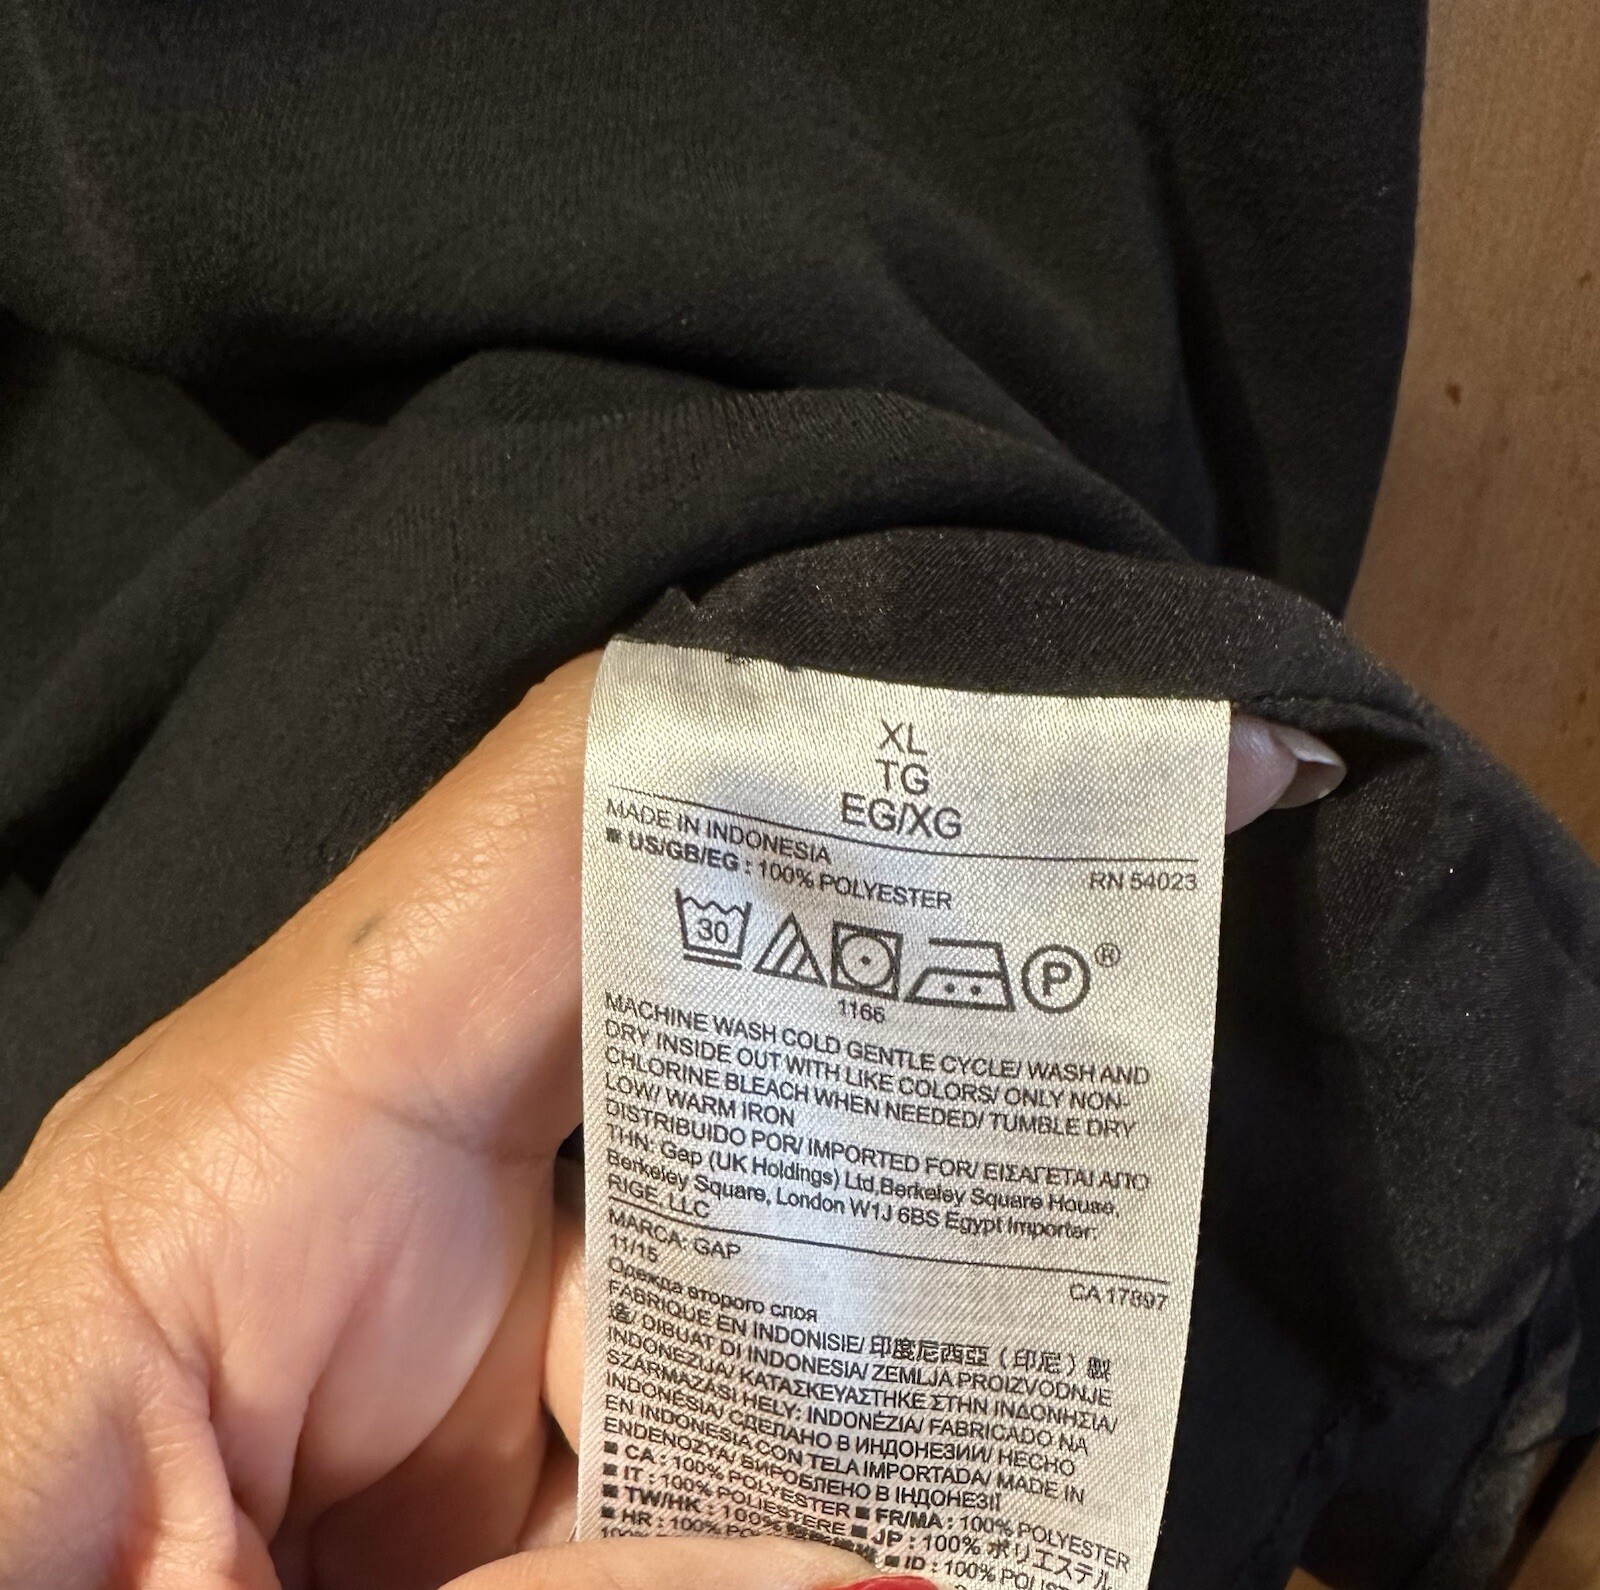 XL
TG
EG/XG
MADE IN INDONESIA
RN 54023
■ US/GB/EG : 100% POLYESTER
30
P ®
1166
MACHINE WASH COLD GENTLE CYCLE/ WASH AND
DRY INSIDE OUT WITH LIKE COLORS/ ONLY NON-
CHLORINE BLEACH WHEN NEEDED/ TUMBLE DRY
LOW/ WARM IRON
DISTRIBUIDO POR/ IMPORTED FOR/ ΕΙΣΑΓΕΤΑΙ ΑΠΟ
THN: Gap (UK Holdings) Ltd,Berkeley Square House,
Berkeley Square, London W1J 6BS Egypt Importer:
RIGE, LLC
MARCA: GAP
CA 17897
11/15
Одежда второго слоя
FABRIQUE EN INDONISIE/ 印度尼西亞 ( 印尼 ) 製
造/ DIBUAT DI INDONESIA/ ZEMLJA PROIZVODNJE
INDONEZIJA/ ΚΑΤΑΣΚΕΥΑΣΤΗΚΕ ΣΤΗΝ ΙΝΔΟΝΗΣΙΑ/
SZÁRMAZÁSI HELY: INDONÉZIA/ FABRICADO NA
INDONÉSIA/ СДЕЛАНО В ИНДОНЕЗИИ/ HECHO
EN INDONESIA CON TELA IMPORTADA/ MADE IN
ENDENOZYA/ ВИРОБЛЕНО В ІНДОНЕЗІЇ
■ CA : 100% POLYESTER ■ FR/MA : 100% POLYESTER
■ IT : 100% POLIESTERE ■ JP : 100% ポリエステル
■ TW/HK : 100% ■ ID : 100%
■ HR : 100%
100%